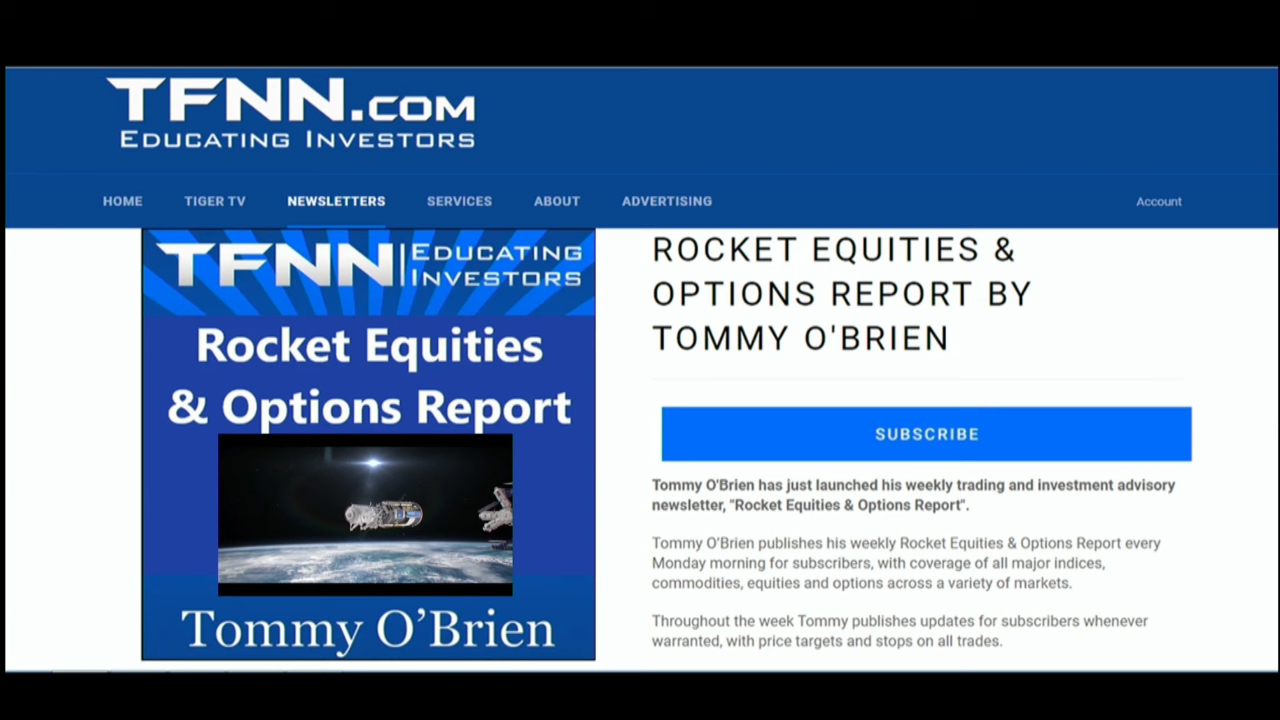 TFNN.COM
EDUCATING INVESTORS
HOME TIGER TV NEWSLETTERS SERVICES ABOUT ADVERTISING Account
TFNN EDUCATING
INVESTORS
Rocket Equities
& Options Report
Tommy O’Brien
ROCKET EQUITIES &
OPTIONS REPORT BY
TOMMY O'BRIEN
SUBSCRIBE
Tommy O'Brien has just launched his weekly trading and investment advisory
newsletter, "Rocket Equities & Options Report".
Tommy O’Brien publishes his weekly Rocket Equities & Options Report every
Monday morning for subscribers, with coverage of all major indices,
commodities, equities and options across a variety of markets.
Throughout the week Tommy publishes updates for subscribers whenever
warranted, with price targets and stops on all trades.